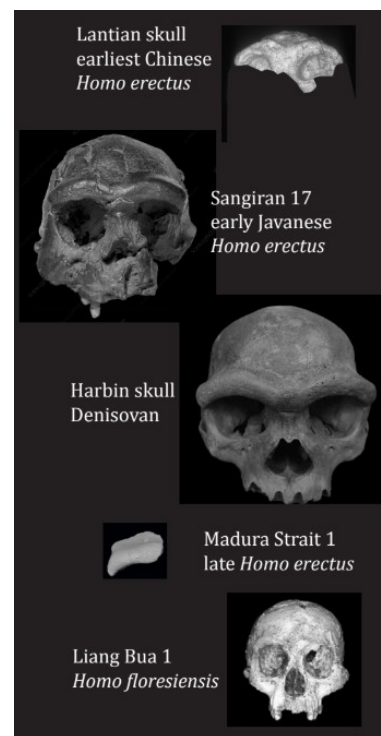 Lantian skull
earliest Chinese
Homo erectus
Sangiran 17
early Javanese
Homo erectus
Harbin skull
Denisovan
Madura Strait 1
late Homo erectus
Liang Bua 1
Homo floresiensis